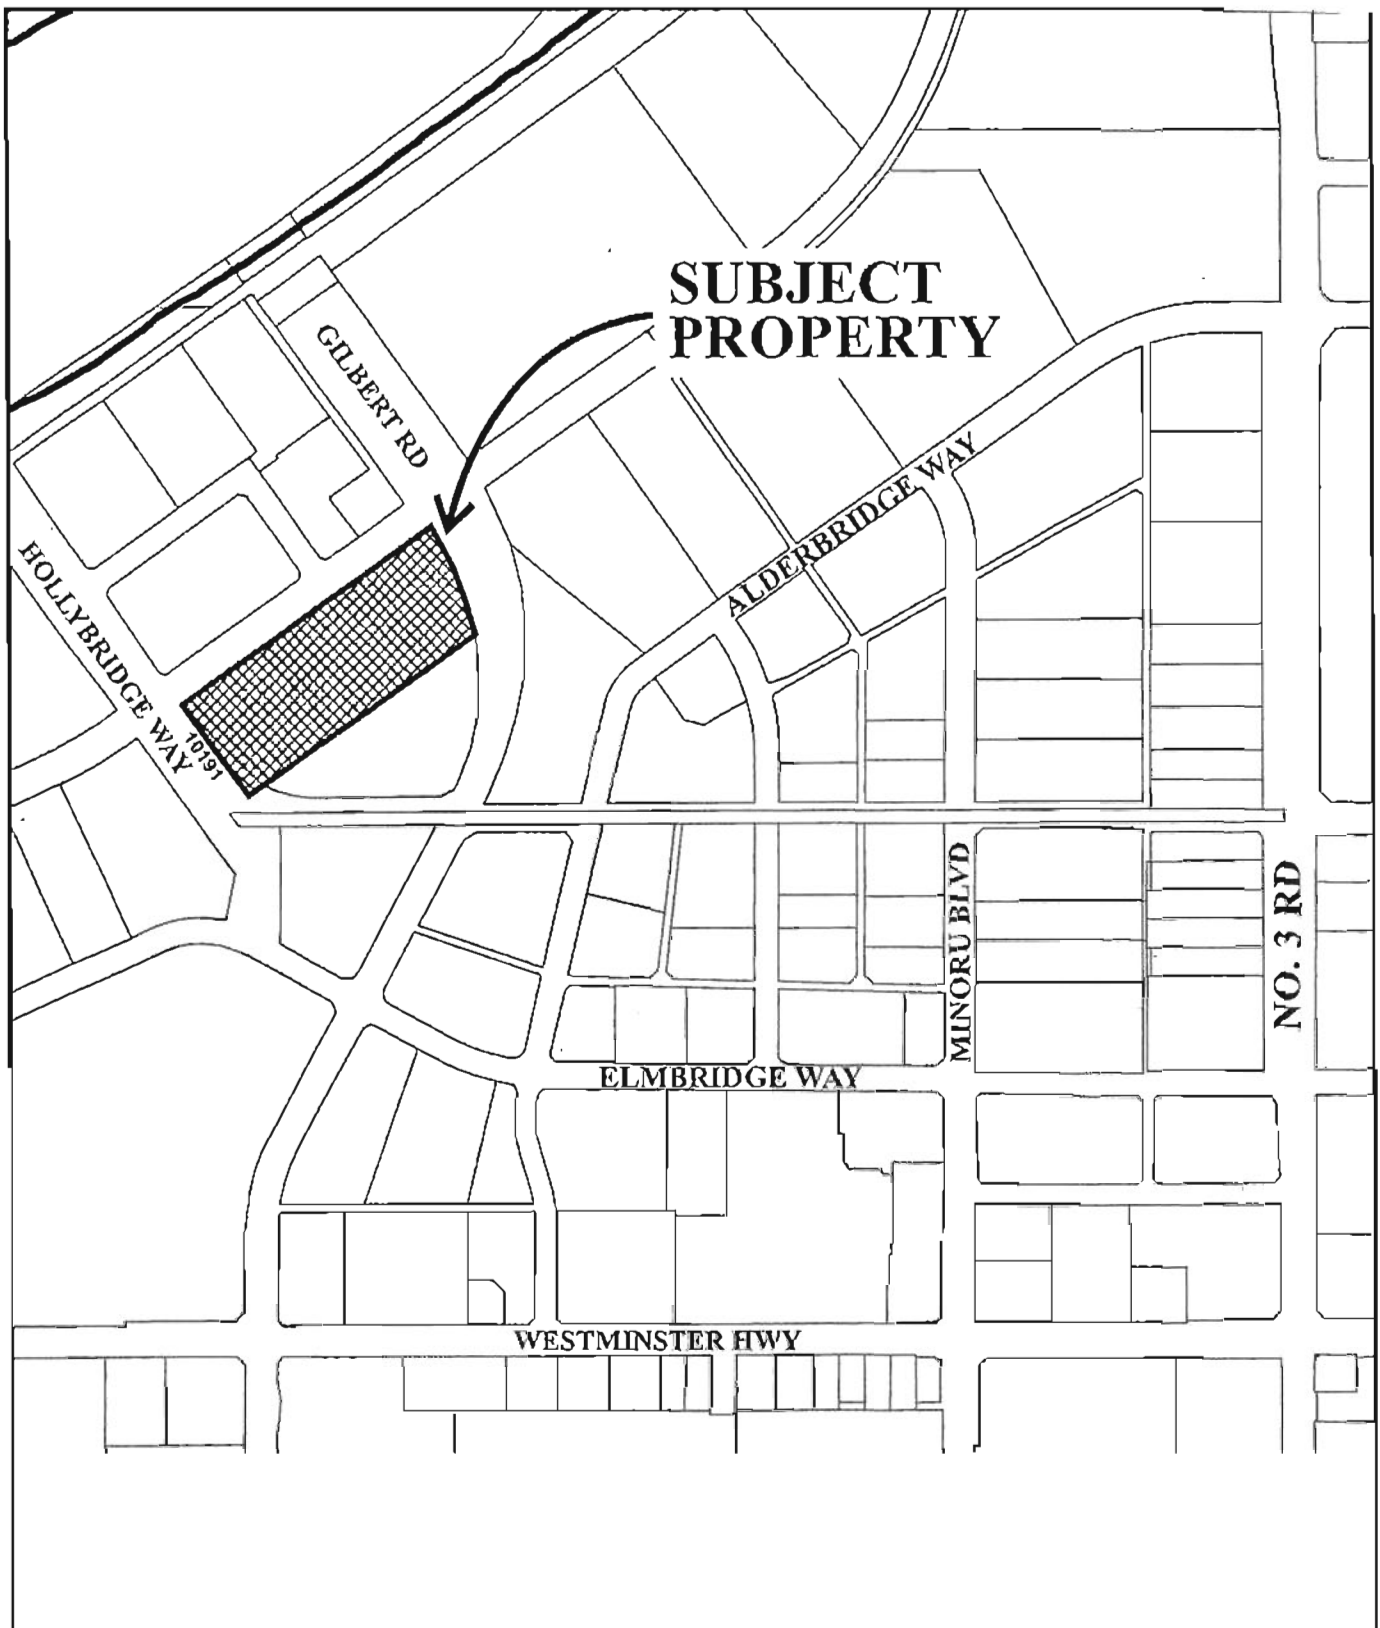 SUBJECT
PROPERTY
GILBERT RD
ALDERBRIDGE WAY
HOLLYBRIDGE WAY
10191
MINORU BLVD
NO. 3 RD
ELMBRIDGE WAY
WESTMINSTER HWY